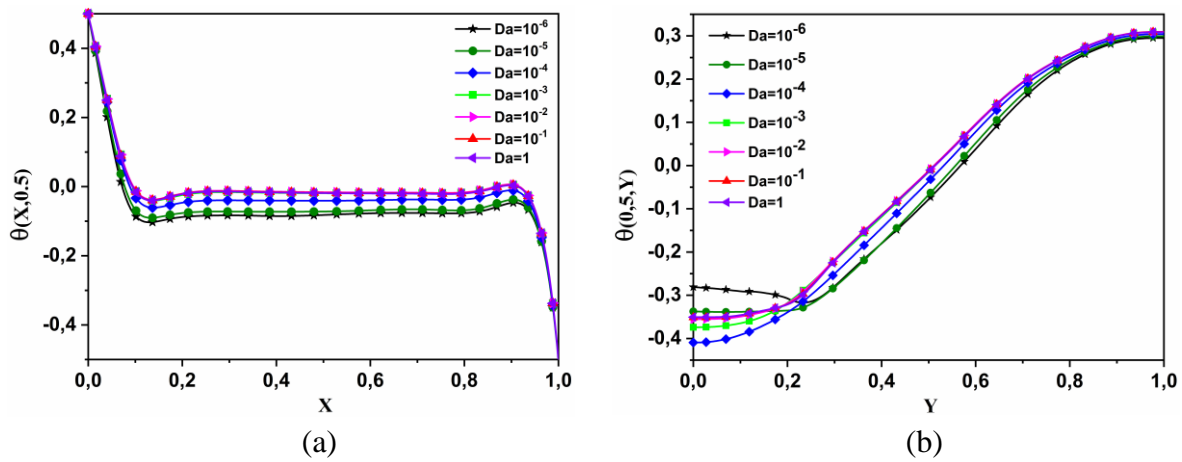 θ(X,0.5)
0,4
0,2
0,0
-0,2
-0,4
0,0 0,2 0,4 0,6 0,8 1,0
X
Da=10-6
Da=10-5
Da=10-4
Da=10-3
Da=10-2
Da=10-1
Da=1
(a)
θ(0,5,Y)
0,3
0,3
0,1
0,0
-0,1
-0,3
-0,4
0,0 0,2 0,4 0,6 0,8 1,0
Y
Da=10-6
Da=10-5
Da=10-4
Da=10-3
Da=10-2
Da=10-1
Da=1
(b)